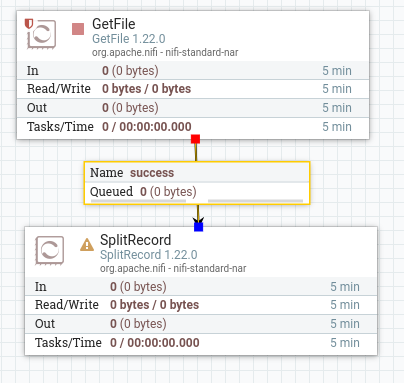 GetFile
GetFile 1.22.0
org.apache.nifi - nifi-standard-nar
In 0 (0 bytes) 5 min
Read/Write 0 bytes / 0 bytes 5 min
Out 0 (0 bytes) 5 min
Tasks/Time 0 / 00:00:00.000 5 min
Name success
Queued 0 (0 bytes)
SplitRecord
SplitRecord 1.22.0
org.apache.nifi - nifi-standard-nar
In 0 (0 bytes) 5 min
Read/Write 0 bytes / 0 bytes 5 min
Out 0 (0 bytes) 5 min
Tasks/Time 0 / 00:00:00.000 5 min